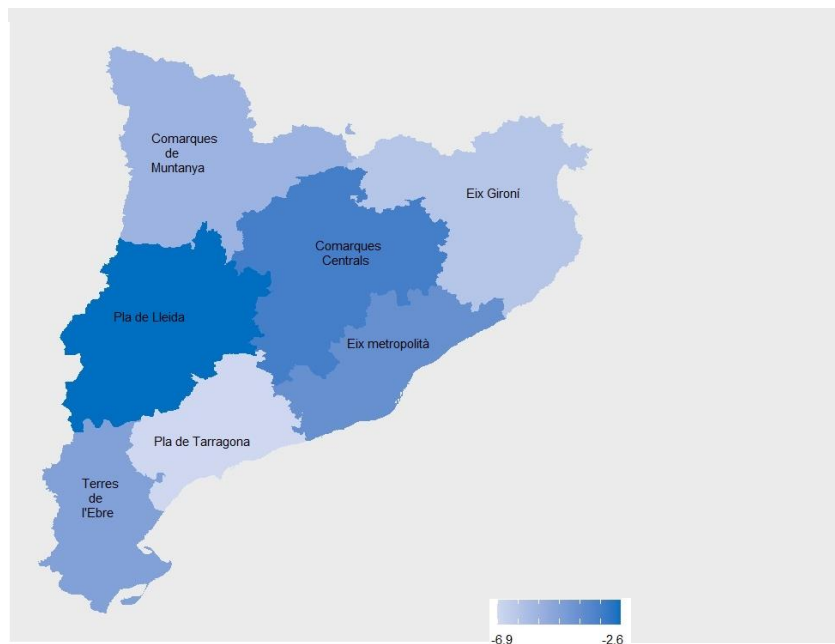 Comarques
de
Muntanya
Eix Gironí
Comarques
Centrals
Pla de Lleida
Eix metropolità
Pla de Tarragona
Terres
de
l'Ebre
-6.9
-2.6